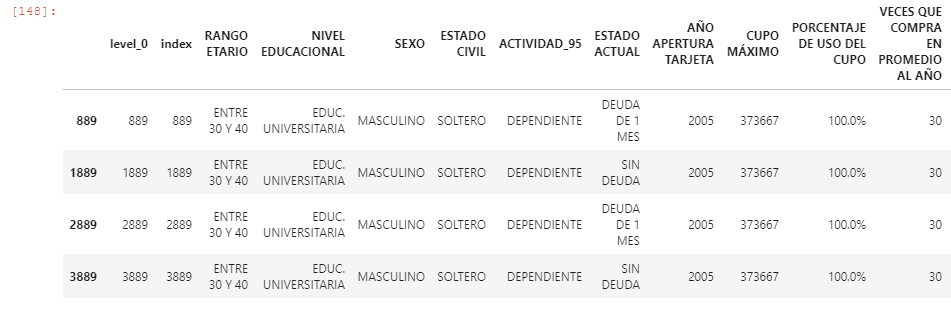 [148]:
level_0 index RANGO ETARIO NIVEL EDUCACIONAL SEXO ESTADO CIVIL ACTIVIDAD_95 ESTADO ACTUAL AÑO APERTURA TARJETA CUPO MÁXIMO PORCENTAJE DE USO DEL CUPO VECES QUE COMPRA EN PROMEDIO AL AÑO
889 889 889 ENTRE 30 Y 40 EDUC. UNIVERSITARIA MASCULINO SOLTERO DEPENDIENTE DEUDA DE 1 MES 2005 373667 100.0% 30
1889 1889 1889 ENTRE 30 Y 40 EDUC. UNIVERSITARIA MASCULINO SOLTERO DEPENDIENTE SIN DEUDA 2005 373667 100.0% 30
2889 2889 2889 ENTRE 30 Y 40 EDUC. UNIVERSITARIA MASCULINO SOLTERO DEPENDIENTE DEUDA DE 1 MES 2005 373667 100.0% 30
3889 3889 3889 ENTRE 30 Y 40 EDUC. UNIVERSITARIA MASCULINO SOLTERO DEPENDIENTE SIN DEUDA 2005 373667 100.0% 30